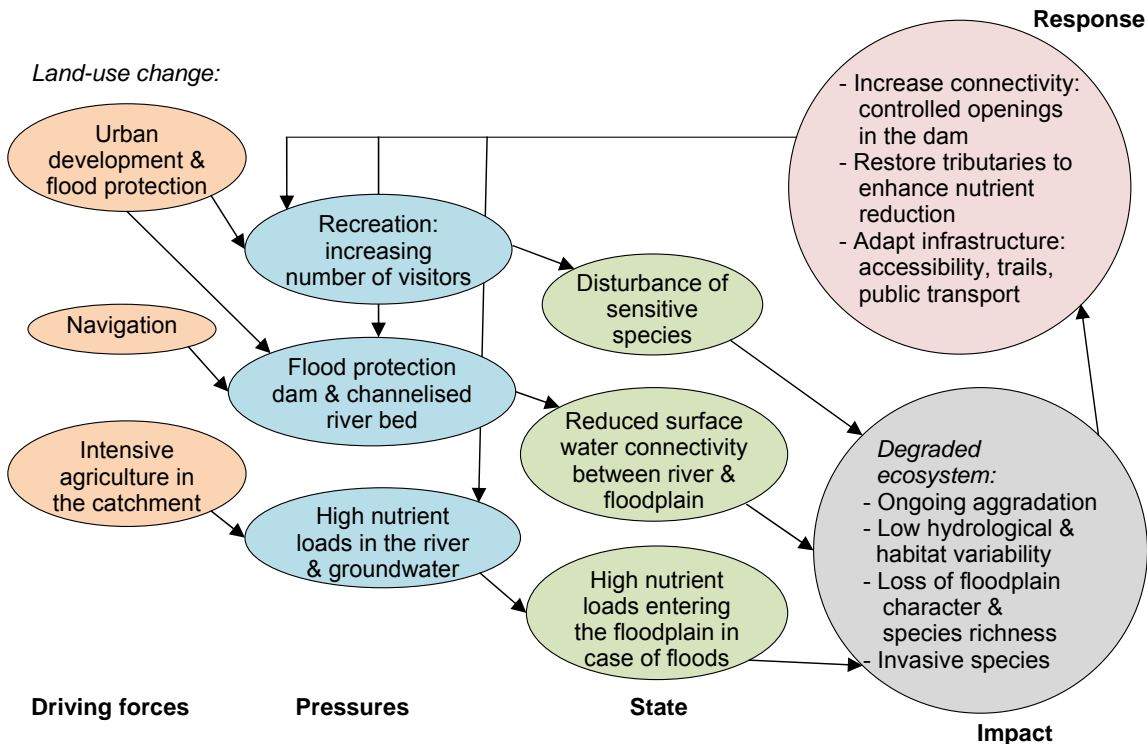 Response
Land-use change:
Urban
development &
flood protection
Navigation
Intensive
agriculture in
the catchment
Recreation:
increasing
number of visitors
Flood protection
dam & channelised
river bed
High nutrient
loads in the river
& groundwater
Disturbance of
sensitive
species
Reduced surface
water connectivity
between river &
floodplain
High nutrient
loads entering
the floodplain in
case of floods
- Increase connectivity:
controlled openings
in the dam
- Restore tributaries to
enhance nutrient
reduction
- Adapt infrastructure:
accessibility, trails,
public transport
Degraded
ecosystem:
- Ongoing aggradation
- Low hydrological &
habitat variability
- Loss of floodplain
character &
species richness
- Invasive species
Driving forces
Pressures
State
Impact